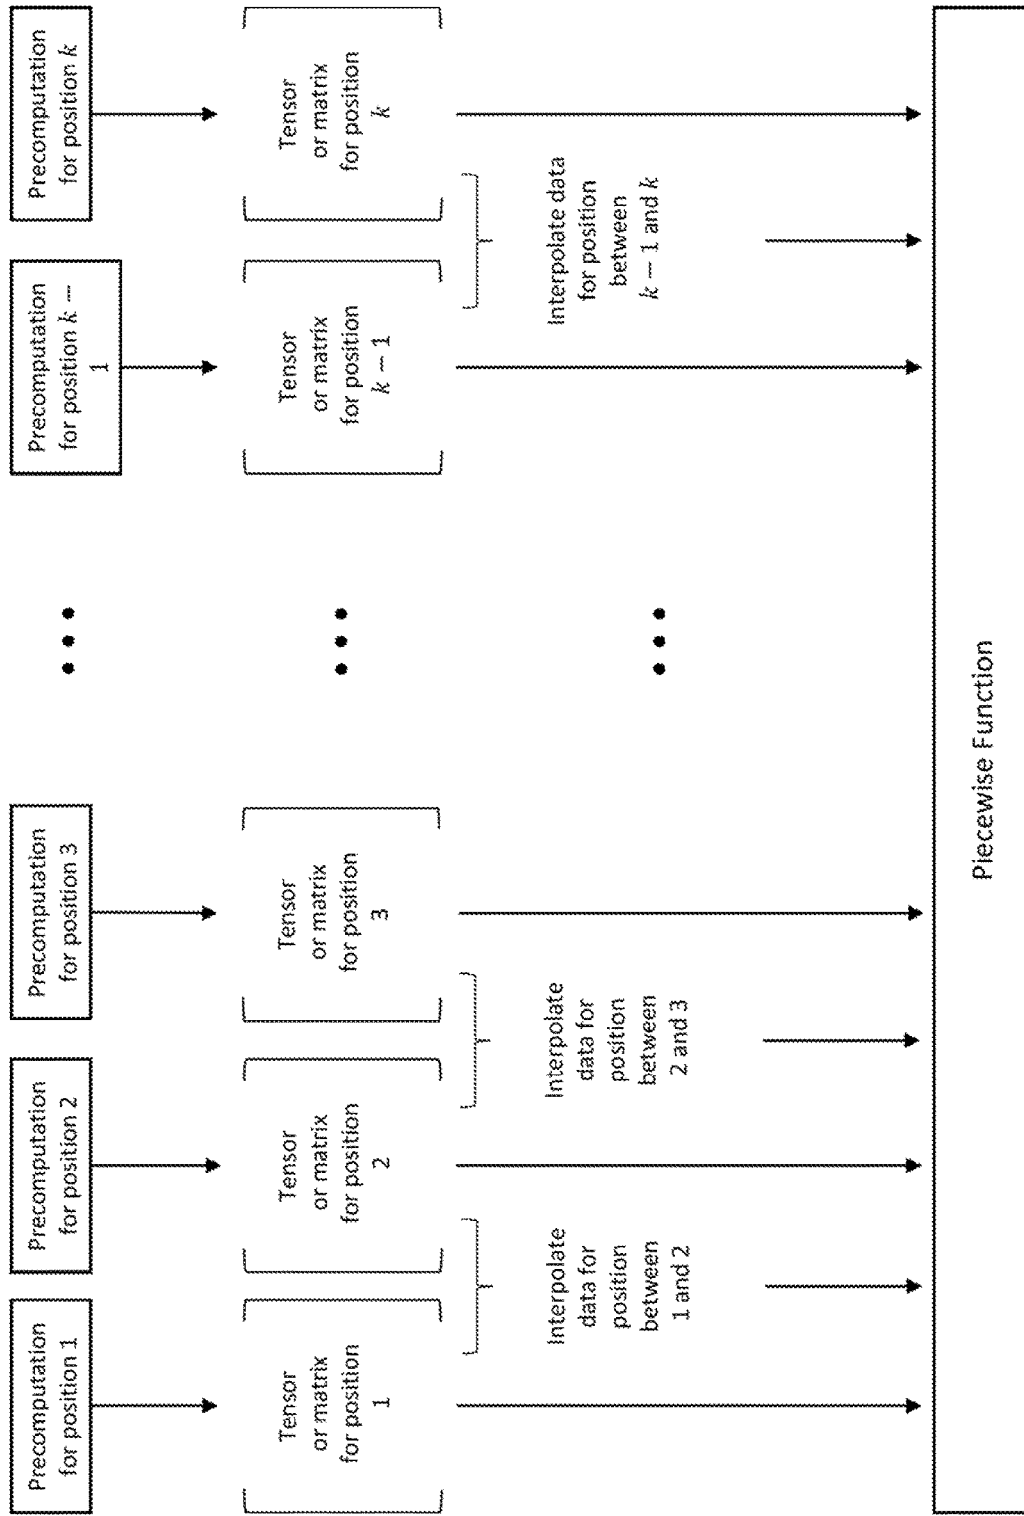 Precomputation
for position 1
Precomputation
for position 2
Precomputation
for position 3
Precomputation
for position k −
1
Precomputation
for position k
Tensor
or matrix
for position
1
Tensor
or matrix
for position
2
Tensor
or matrix
for position
3
Tensor
or matrix
for position
k − 1
Tensor
or matrix
for position
k
Interpolate
data for
position
between
1 and 2
Interpolate
data for
position
between
2 and 3
Interpolate data
for position
between
k − 1 and k
Piecewise Function